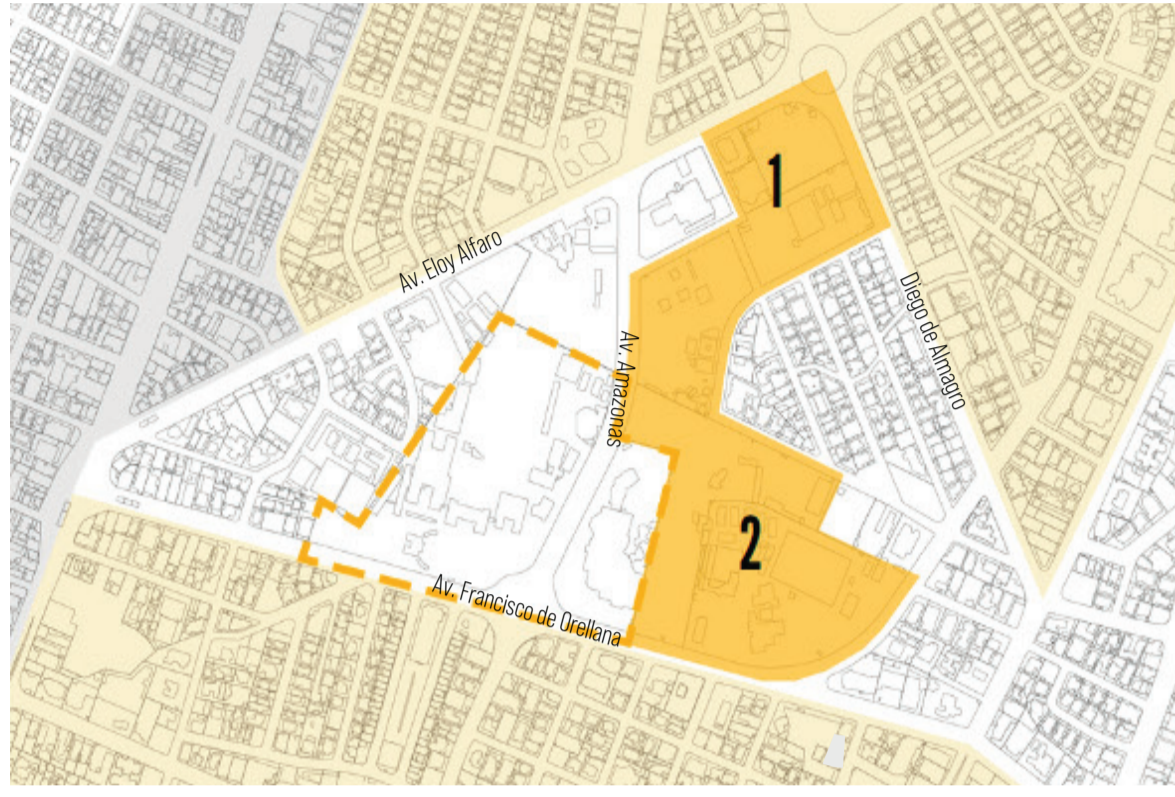 1
Av. Eloy Alfaro
Diego de Almagro
Av. Amazonas
2
Av. Francisco de Orellana